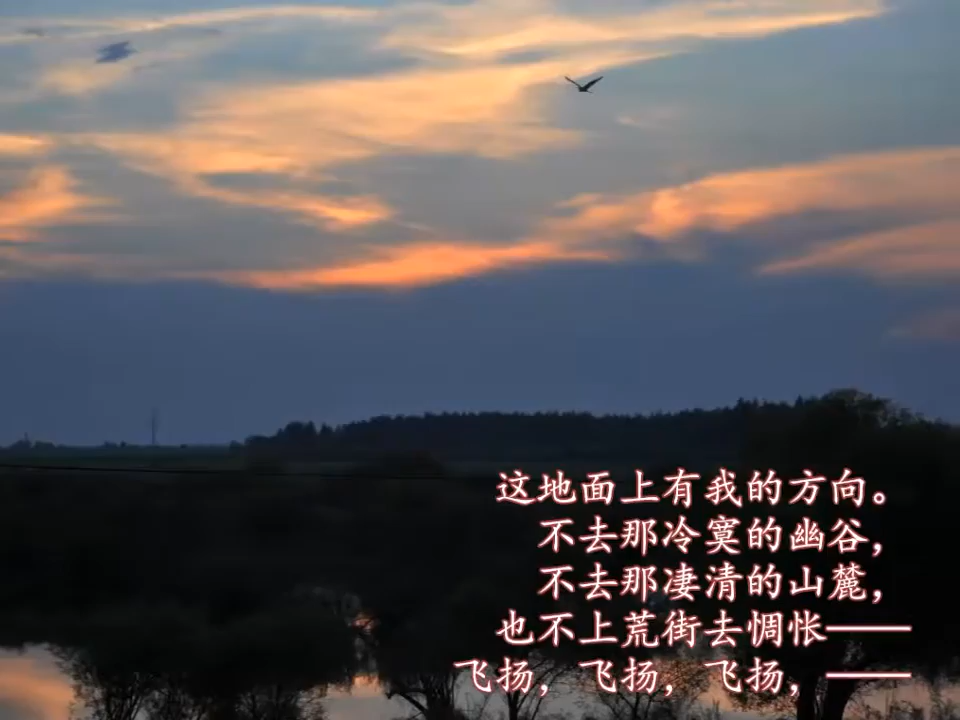 这地面上有我的方向。
不去那冷寞的幽谷，
不去那凄清的山麓，
也不上荒街去惆怅——
飞扬，飞扬，飞扬，——